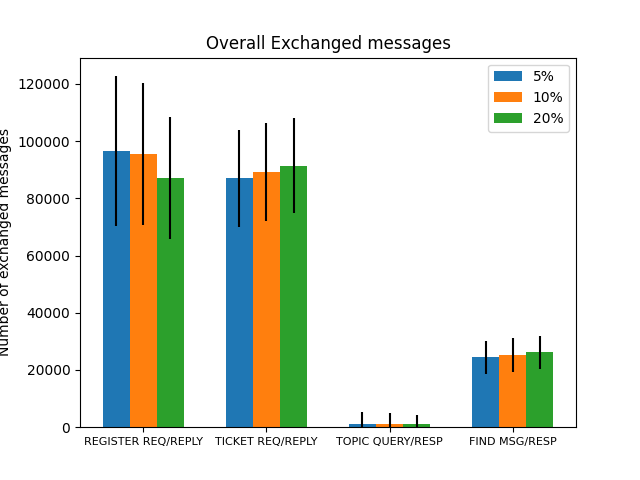 Overall Exchanged messages
5%
10%
20%
120000
100000
80000
60000
40000
20000
0
Number of exchanged messages
REGISTER REQ/REPLY
TICKET REQ/REPLY
TOPIC QUERY/RESP
FIND MSG/RESP